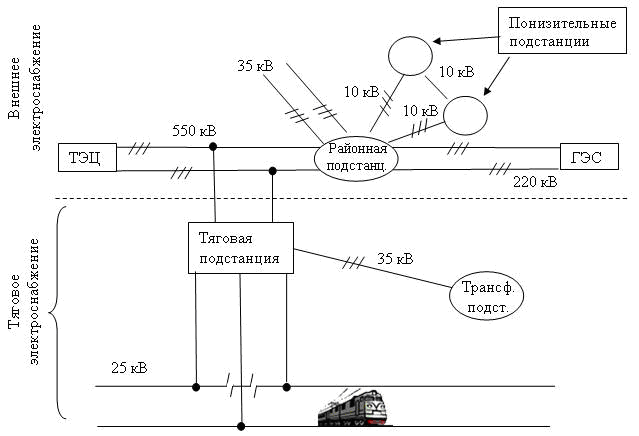 Внешнее
электроснабжение
Понизительные
подстанции
35 кВ
10 кВ
10 кВ
10 кВ
550 кВ
ТЭЦ
Районная
подстанц.
ГЭС
220 кВ
Тяговое
электроснабжение
Тяговая
подстанция
35 кВ
Трансф.
подст.
25 кВ